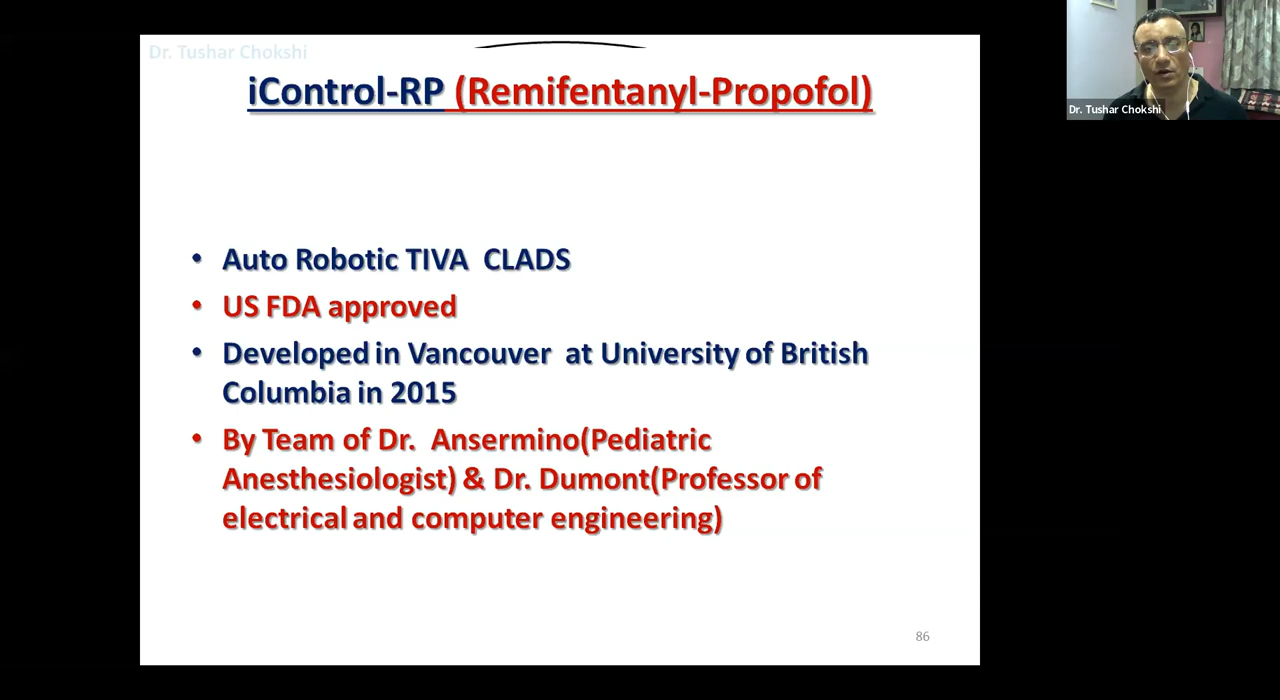 Dr. Tushar Chokshi
iControl-RP (Remifentanyl-Propofol)
• Auto Robotic TIVA CLADS
• US FDA approved
• Developed in Vancouver at University of British
Columbia in 2015
• By Team of Dr. Ansermino(Pediatric
Anesthesiologist) & Dr. Dumont(Professor of
electrical and computer engineering)
86
Dr. Tushar Chokshi